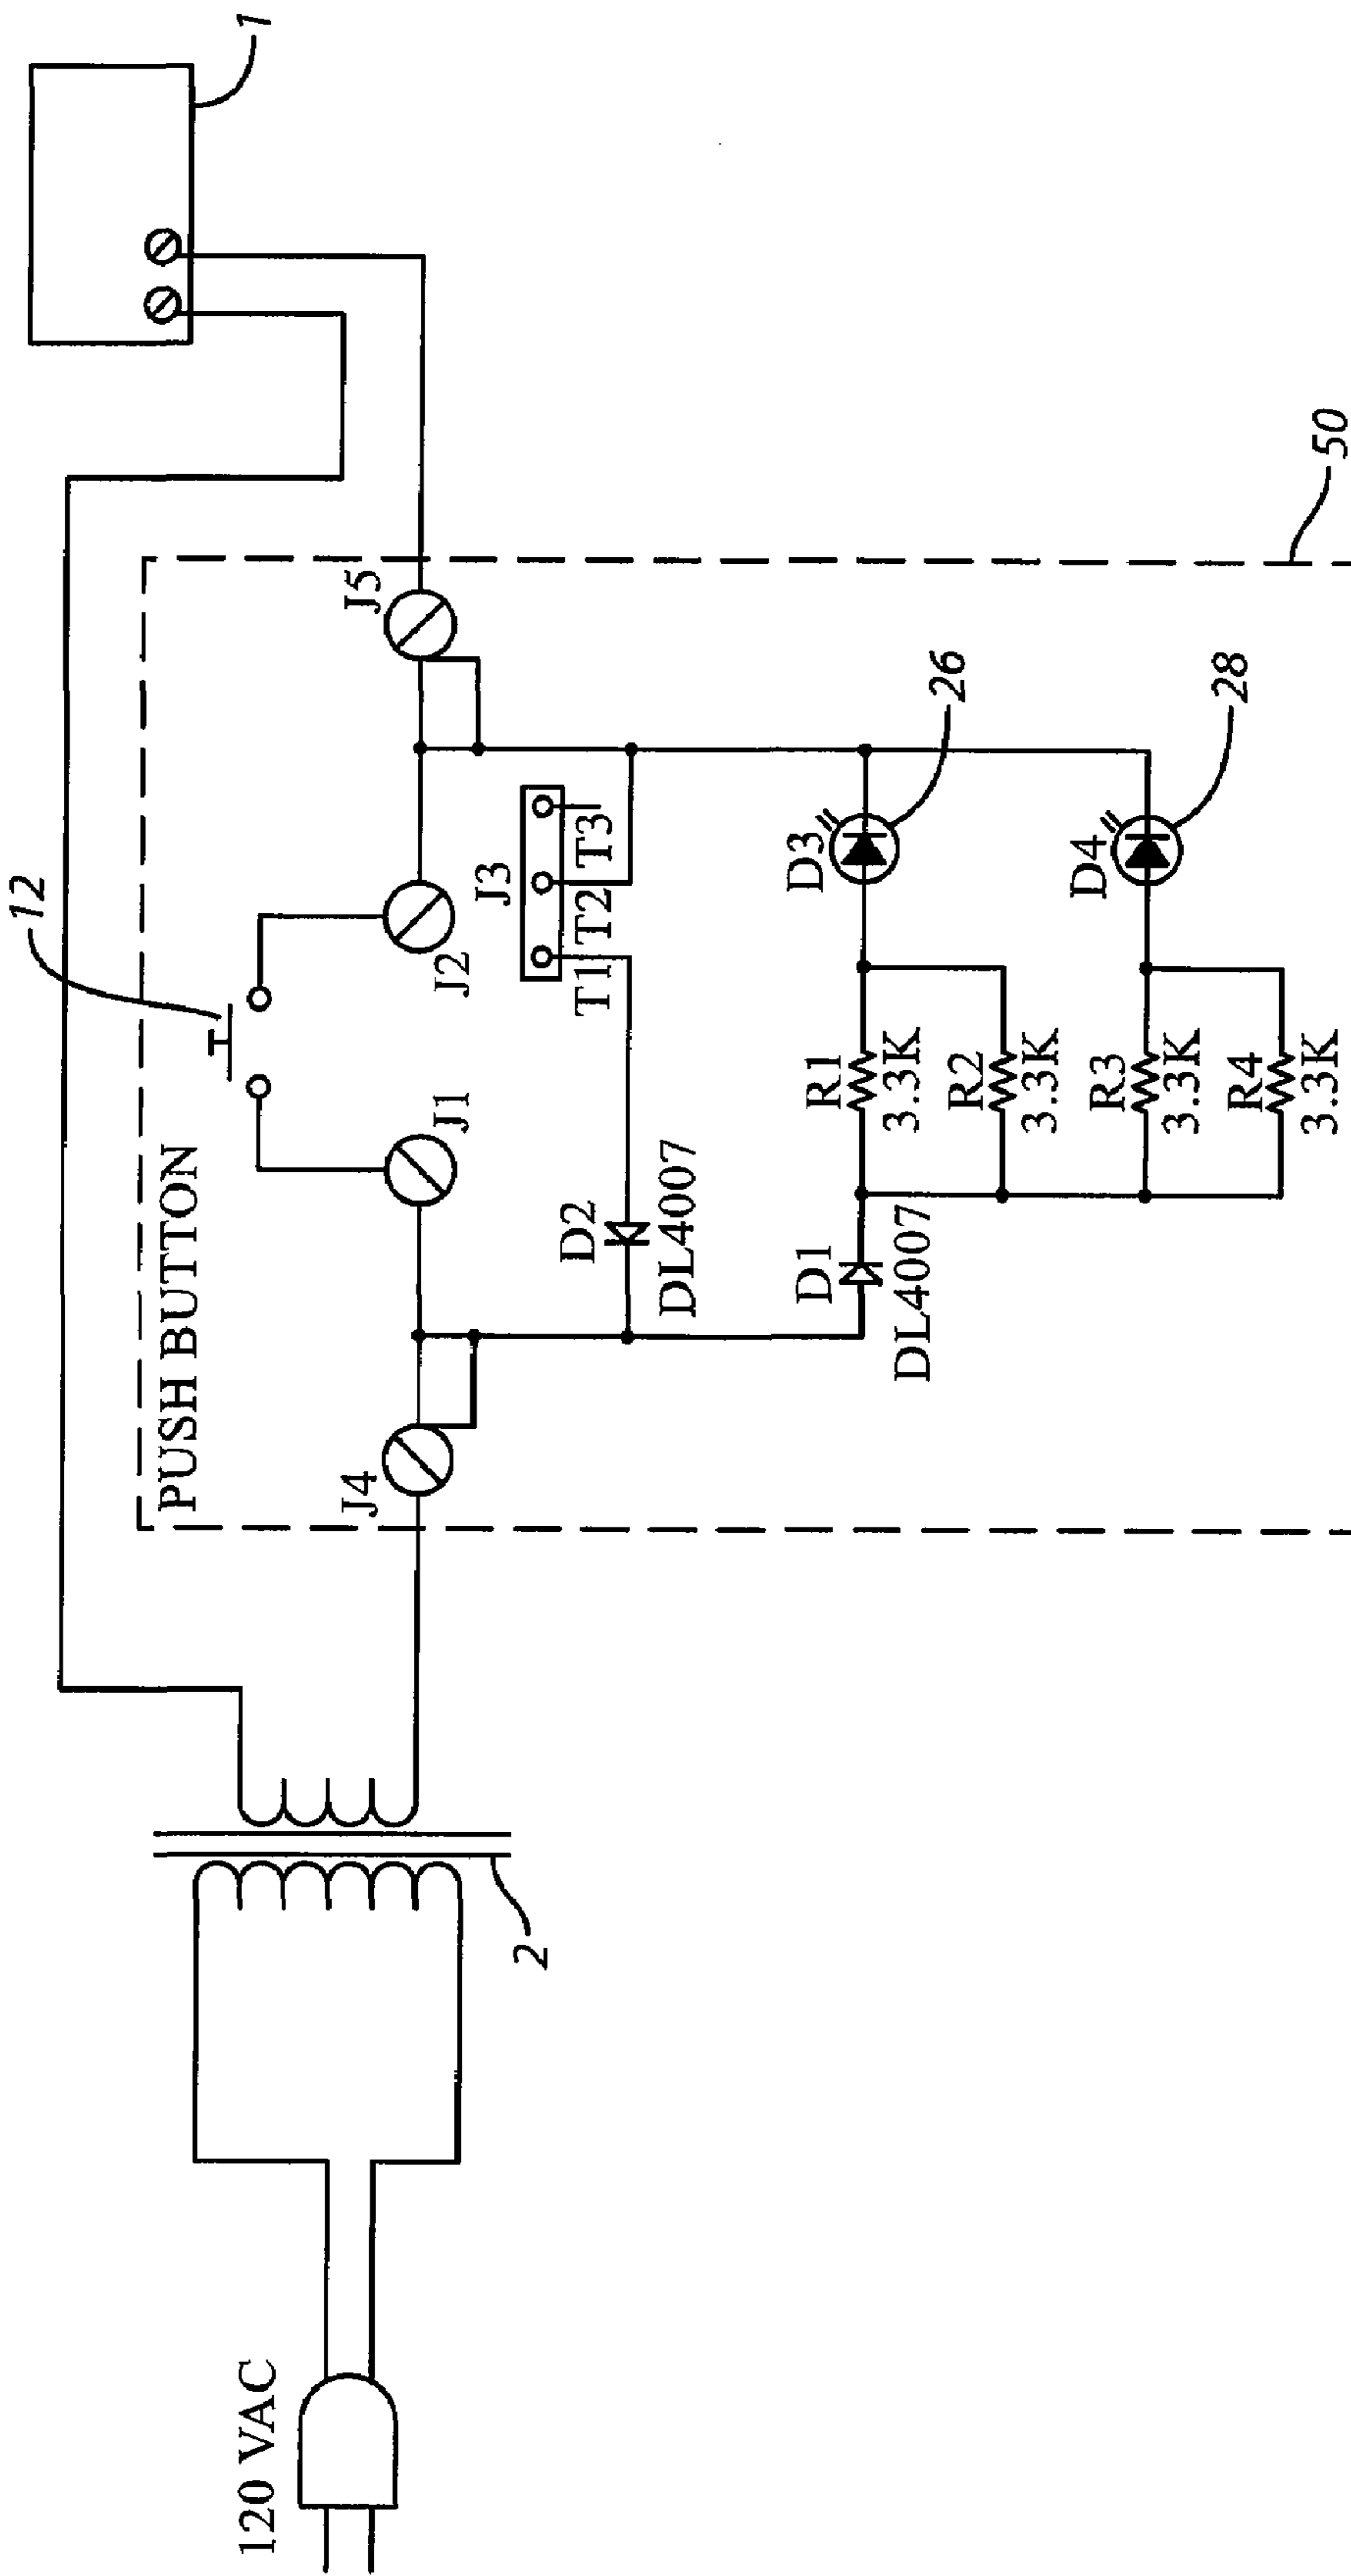 120 VAC
2
PUSH BUTTON
12
1
J4
J1
J2
J5
J3
T1
T2
T3
D2
DL4007
D1
DL4007
R1
3.3K
R2
3.3K
R3
3.3K
R4
3.3K
D3
26
D4
28
50